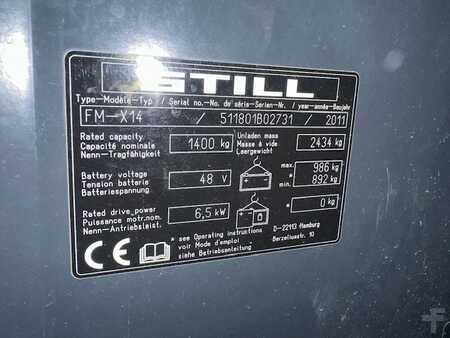 STILL
Type-Modèle-Typ / Serial no.-No. de série-Serien-Nr. / year-année-Baujahr
FM-X14 / 511801B02731 / 2011
Rated capacity
Capacité nominale
Nenn-Tragfähigkeit
1400 kg
Unladen mass
Masse à vide
Leergewicht
2434 kg
Battery voltage
Tension batterie
Batteriespannung
48 V
max. 986 kg
*
min. 892 kg
Rated drive power
Puissance motr.nom.
Nenn-Antriebsleist.
6,5 kW
* 0 kg
* see Operating instructions
voir Mode d'emploi
siehe Betriebsanleitung
D-22113 Hamburg
Berzeliusstr. 10
CE